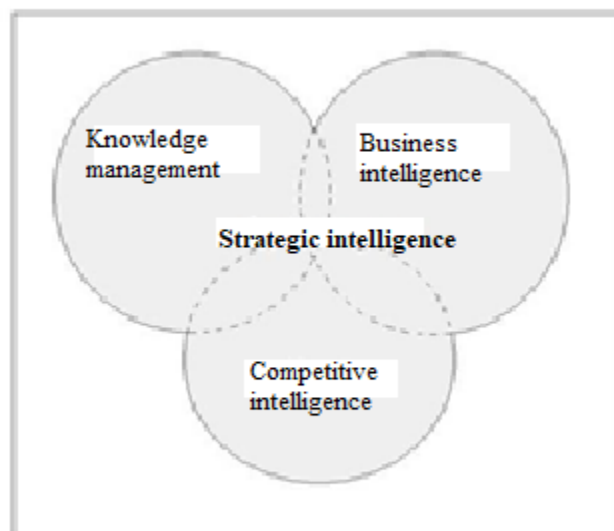 Knowledge
management
Business
intelligence
Strategic intelligence
Competitive
intelligence